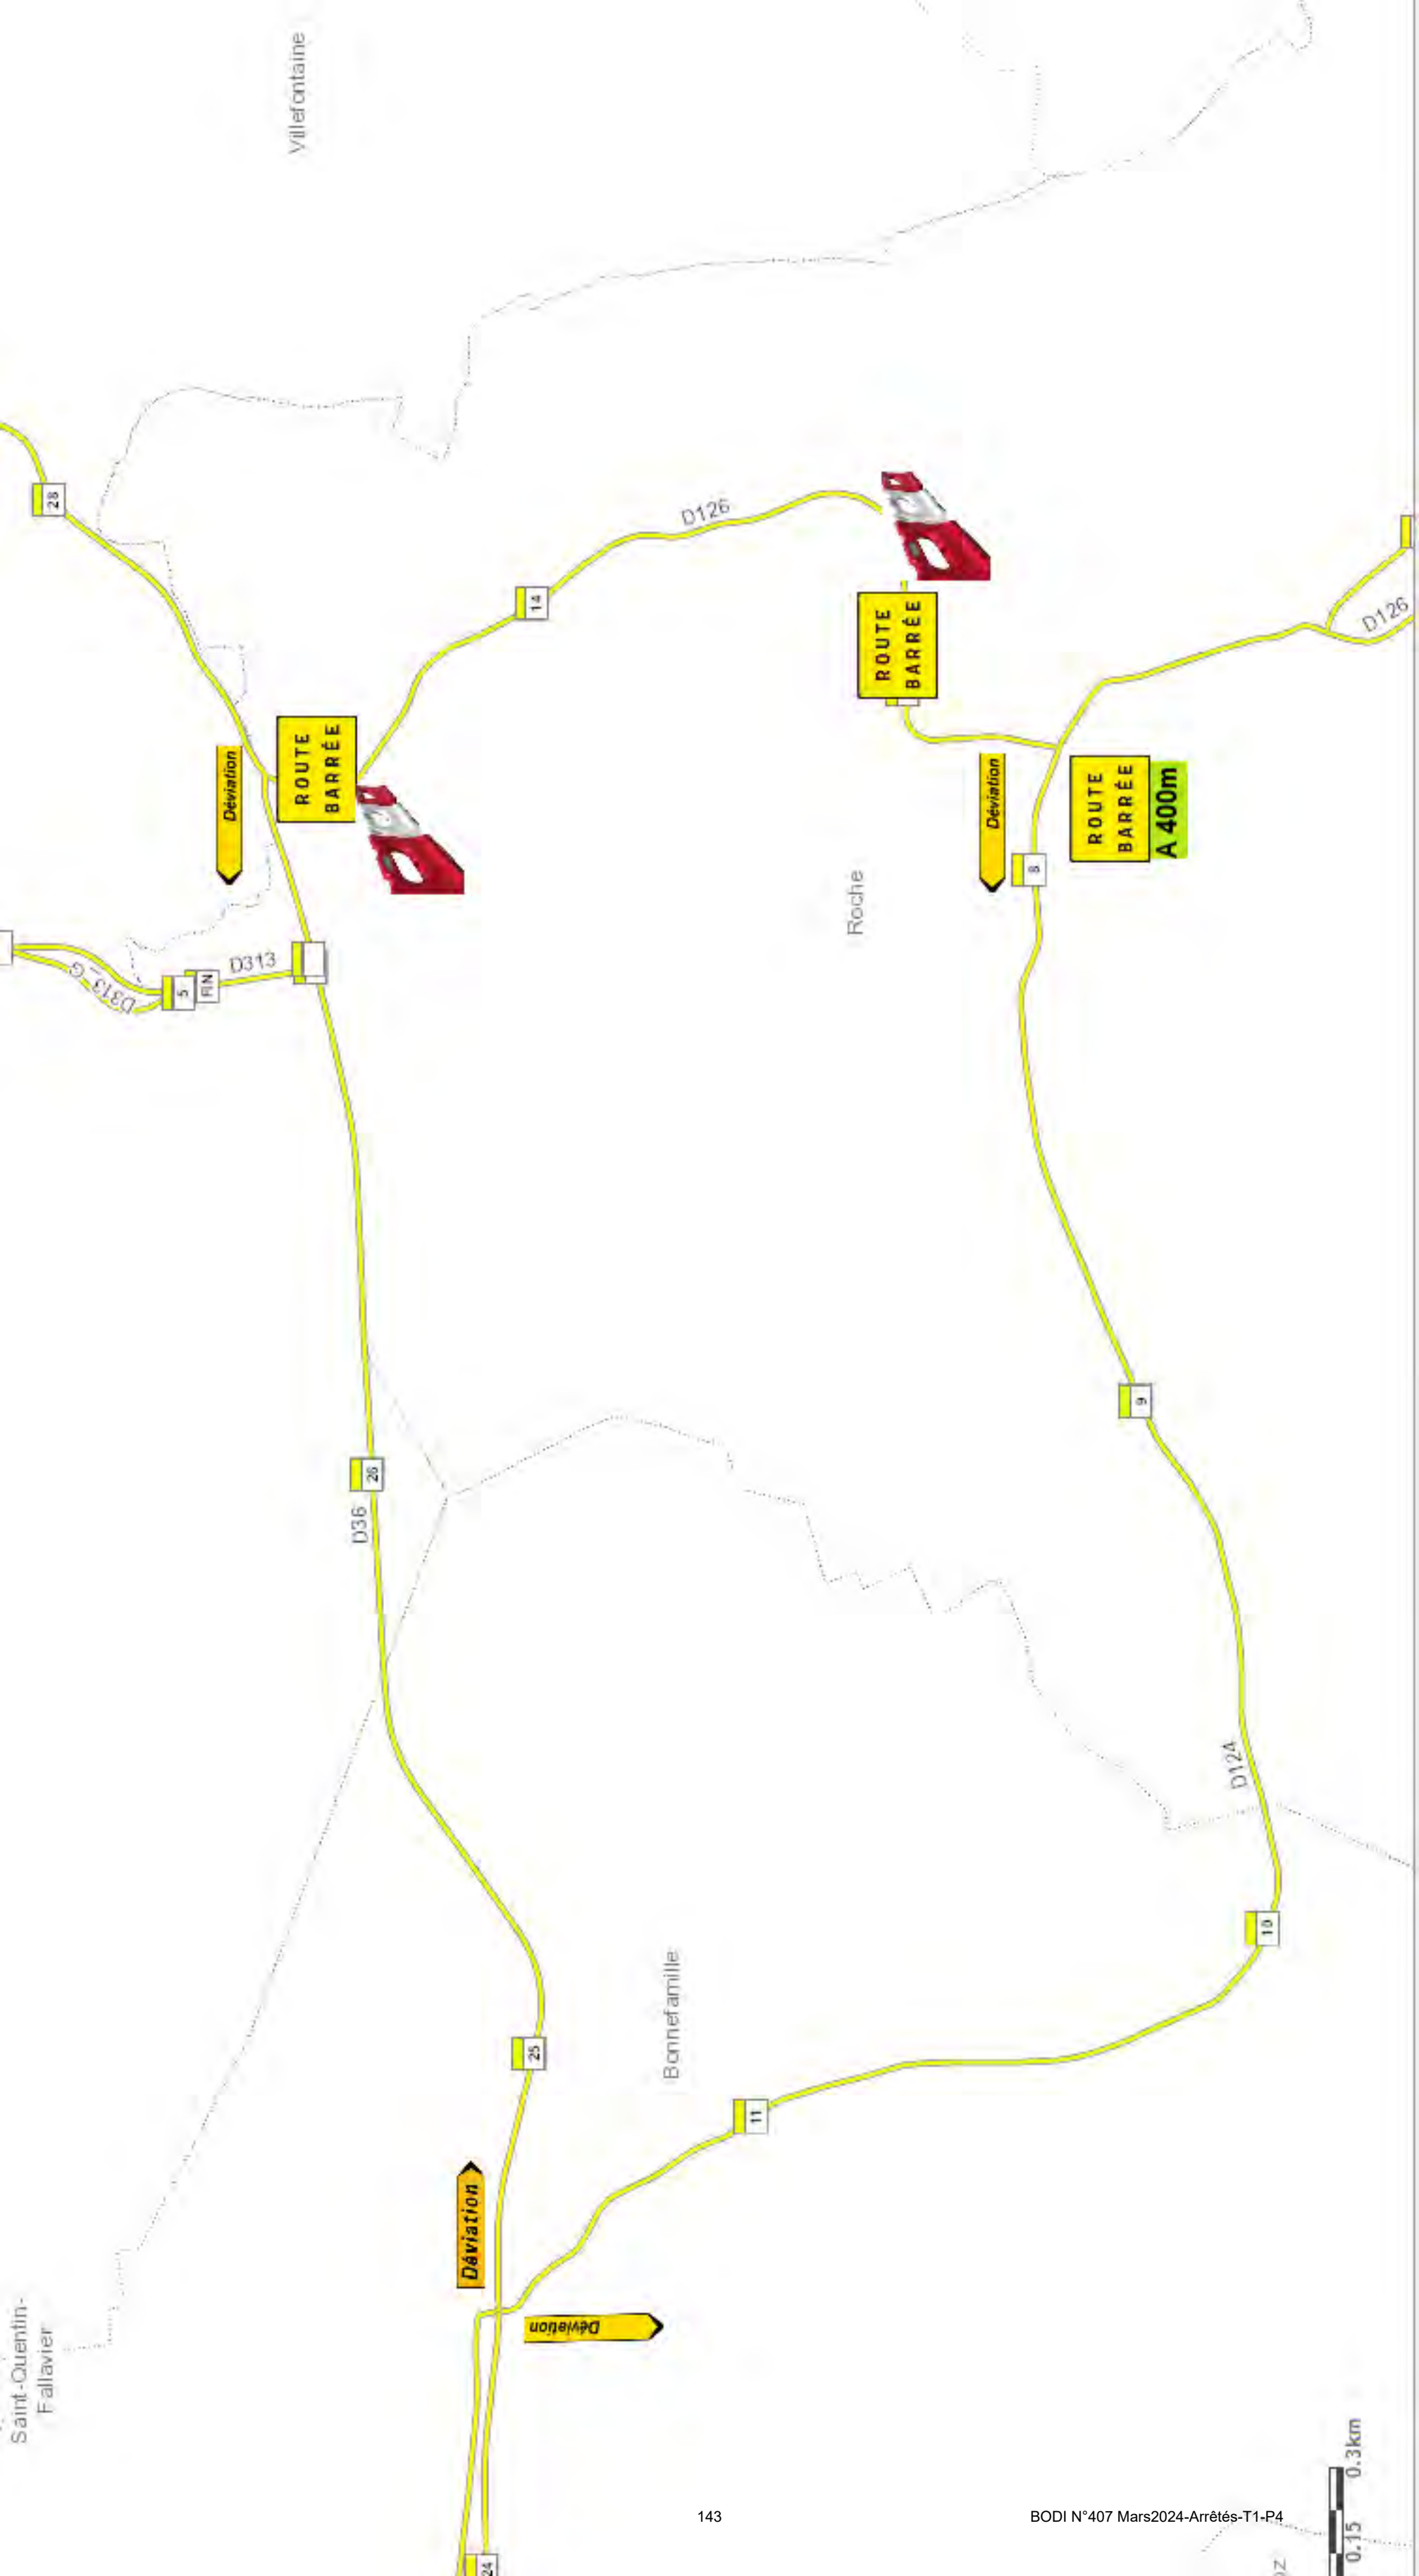 Villefontaine
28
D126
14
ROUTE
BARRÉE
ROUTE
BARRÉE
D126
Déviation
Déviation
ROUTE
BARRÉE
A 400m
8
Roche
D313
D313_G
5
FIN
9
26
D36
D124
10
Bonnefamille
25
11
Déviation
Déviation
Saint-Quentin-
Fallavier
24
0.15
0.3km
143
BODI N°407 Mars2024-Arrêtés-T1-P4